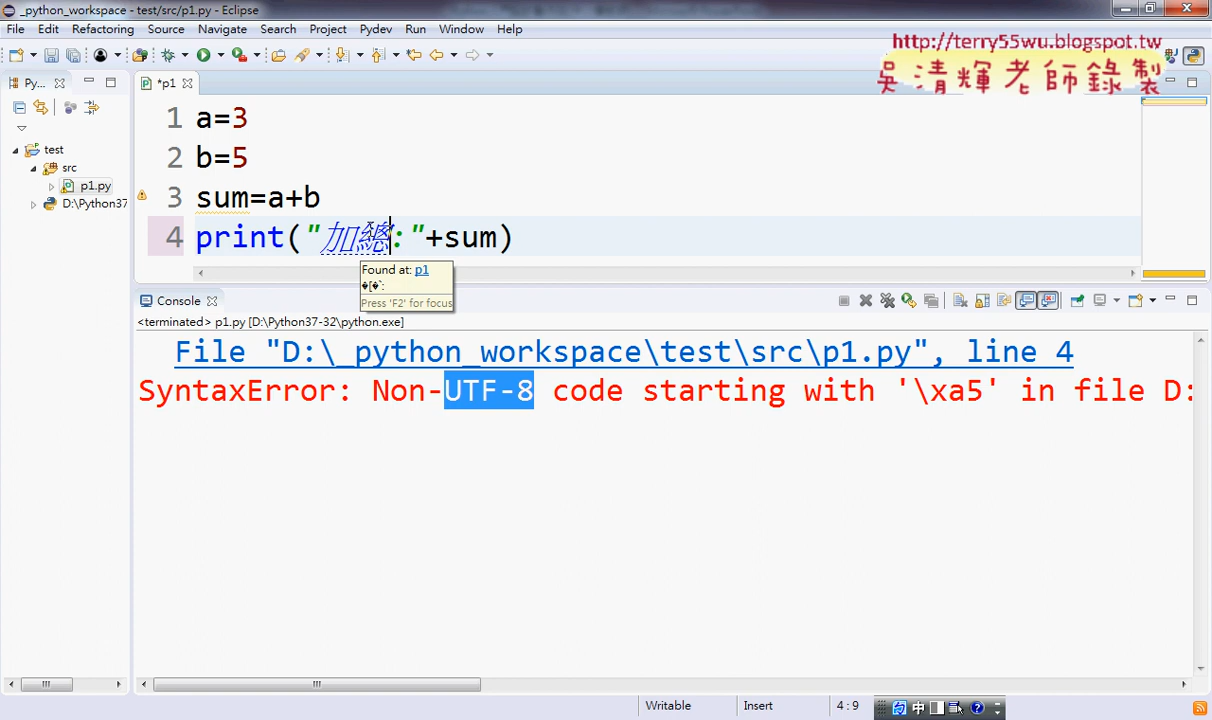 _python_workspace - test/src/p1.py - Eclipse
File Edit Refactoring Source Navigate Search Project Pydev Run Window Help
http://terry55wu.blogspot.tw
吳清輝老師錄製
Py...
*p1
test
src
p1.py
D:\Python37
1 a=3
2 b=5
3 sum=a+b
4 print("加總:"+sum)
Found at: p1
�[�`:
Press 'F2' for focus
Console
<terminated> p1.py [D:\Python37-32\python.exe]
File "D:\_python_workspace\test\src\p1.py", line 4
SyntaxError: Non-UTF-8 code starting with '\xa5' in file D:
Writable Insert 4:9 中